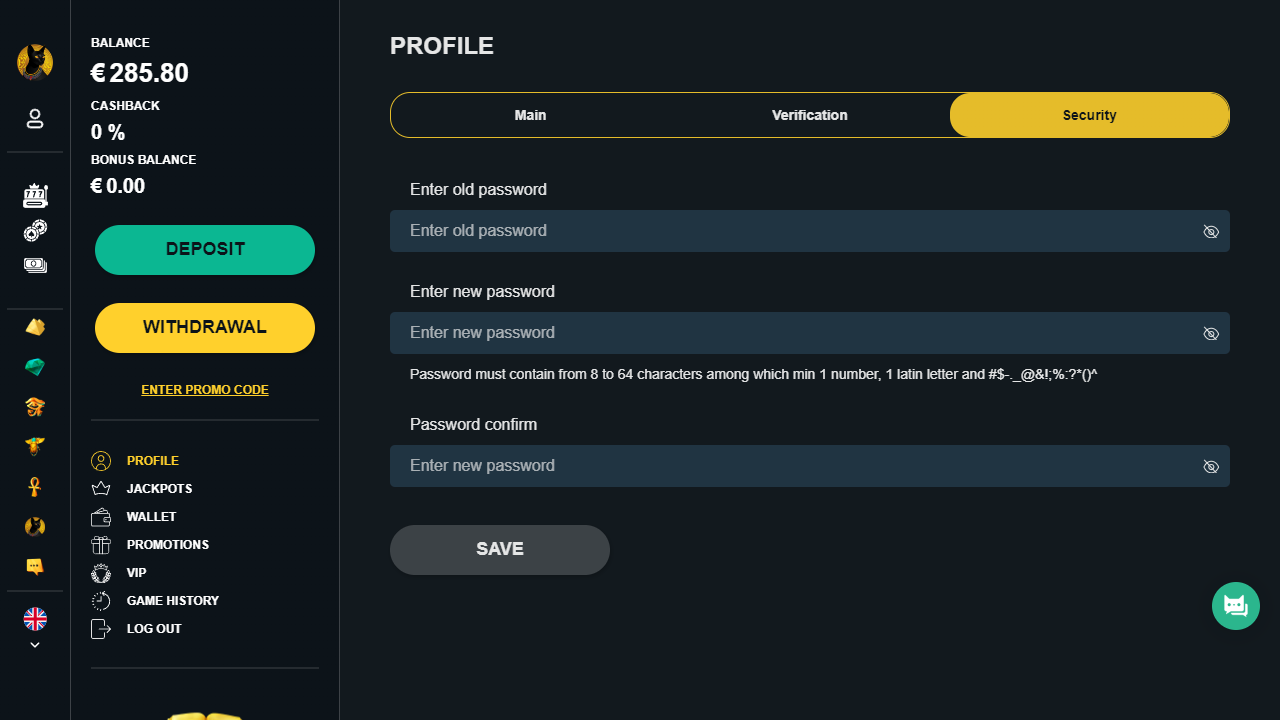 BALANCE
€ 285.80
CASHBACK
0 %
BONUS BALANCE
€ 0.00
DEPOSIT
WITHDRAWAL
ENTER PROMO CODE
PROFILE
JACKPOTS
WALLET
PROMOTIONS
VIP
GAME HISTORY
LOG OUT
PROFILE
Main
Verification
Security
Enter old password
Enter old password
Enter new password
Enter new password
Password must contain from 8 to 64 characters among which min 1 number, 1 latin letter and #$-._@&!;%:?*()^
Password confirm
Enter new password
SAVE